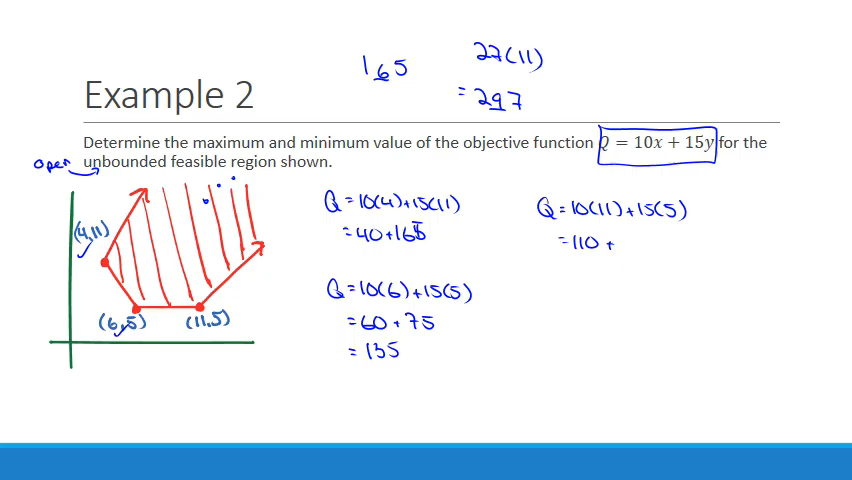 165
27(11)
= 297
Example 2
Determine the maximum and minimum value of the objective function Q = 10x + 15y for the
unbounded feasible region shown.
open
(4,11)
(6,5)
(11,5)
Q = 10(4) + 15(11)
= 40 + 165
Q = 10(6) + 15(5)
= 60 + 75
= 135
Q = 10(11) + 15(5)
= 110 +